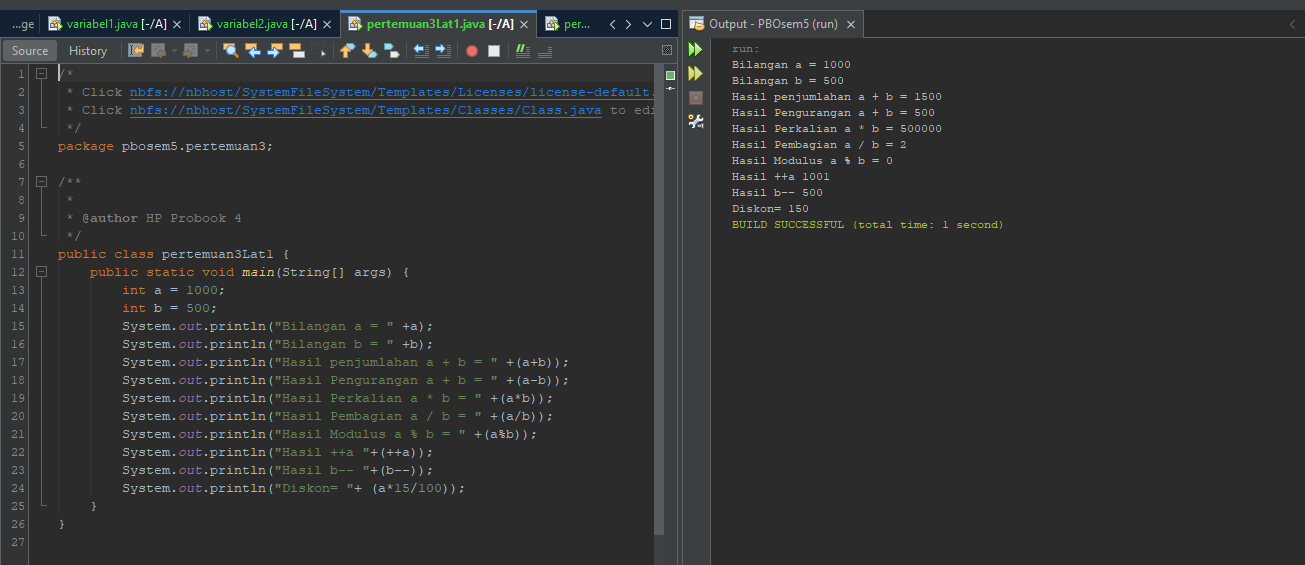 ...ge variabel1.java [-/A] variabel2.java [-/A] pertemuan3Lat1.java [-/A] per...
Source History
1 /*
2 * Click nbfs://nbhost/SystemFileSystem/Templates/Licenses/license-default.
3 * Click nbfs://nbhost/SystemFileSystem/Templates/Classes/Class.java to edi
4 */
5 package pbosem5.pertemuan3;
6
7 /**
8 *
9 * @author HP Probook 4
10 */
11 public class pertemuan3Lat1 {
12 public static void main(String[] args) {
13 int a = 1000;
14 int b = 500;
15 System.out.println("Bilangan a = " +a);
16 System.out.println("Bilangan b = " +b);
17 System.out.println("Hasil penjumlahan a + b = " +(a+b));
18 System.out.println("Hasil Pengurangan a + b = " +(a-b));
19 System.out.println("Hasil Perkalian a * b = " +(a*b));
20 System.out.println("Hasil Pembagian a / b = " +(a/b));
21 System.out.println("Hasil Modulus a % b = " +(a%b));
22 System.out.println("Hasil ++a "+(++a));
23 System.out.println("Hasil b-- "+(b--));
24 System.out.println("Diskon= "+ (a*15/100));
25 }
26 }
27
Output - PBOsem5 (run)
run:
Bilangan a = 1000
Bilangan b = 500
Hasil penjumlahan a + b = 1500
Hasil Pengurangan a + b = 500
Hasil Perkalian a * b = 500000
Hasil Pembagian a / b = 2
Hasil Modulus a % b = 0
Hasil ++a 1001
Hasil b-- 500
Diskon= 150
BUILD SUCCESSFUL (total time: 1 second)